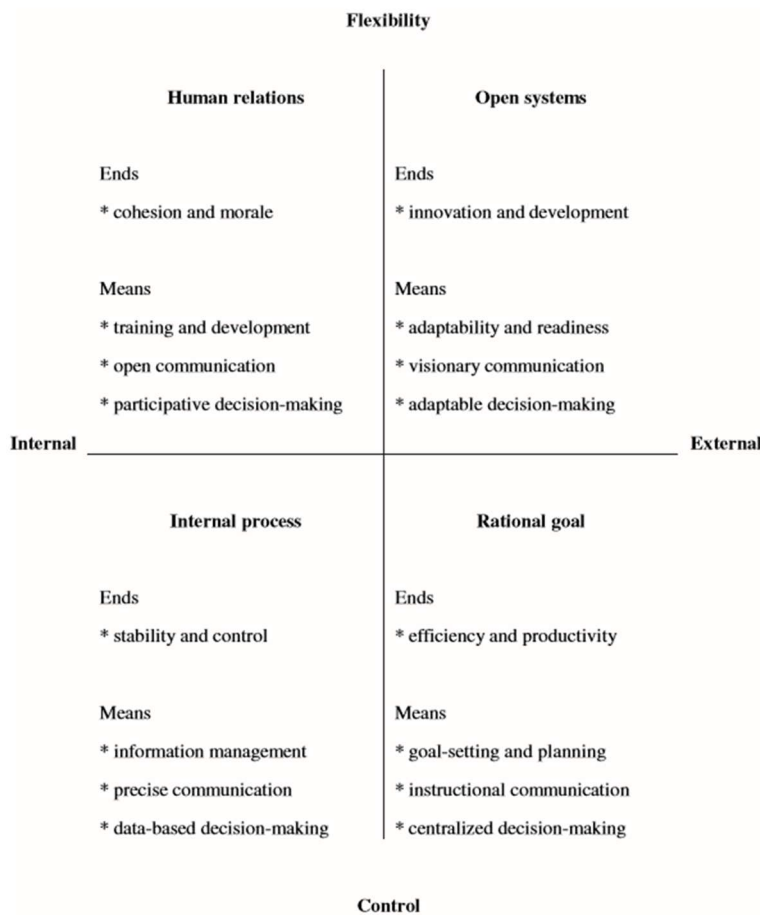 Flexibility
Human relations
Ends
* cohesion and morale
Means
* training and development
* open communication
* participative decision-making
Open systems
Ends
* innovation and development
Means
* adaptability and readiness
* visionary communication
* adaptable decision-making
Internal
External
Internal process
Ends
* stability and control
Means
* information management
* precise communication
* data-based decision-making
Rational goal
Ends
* efficiency and productivity
Means
* goal-setting and planning
* instructional communication
* centralized decision-making
Control